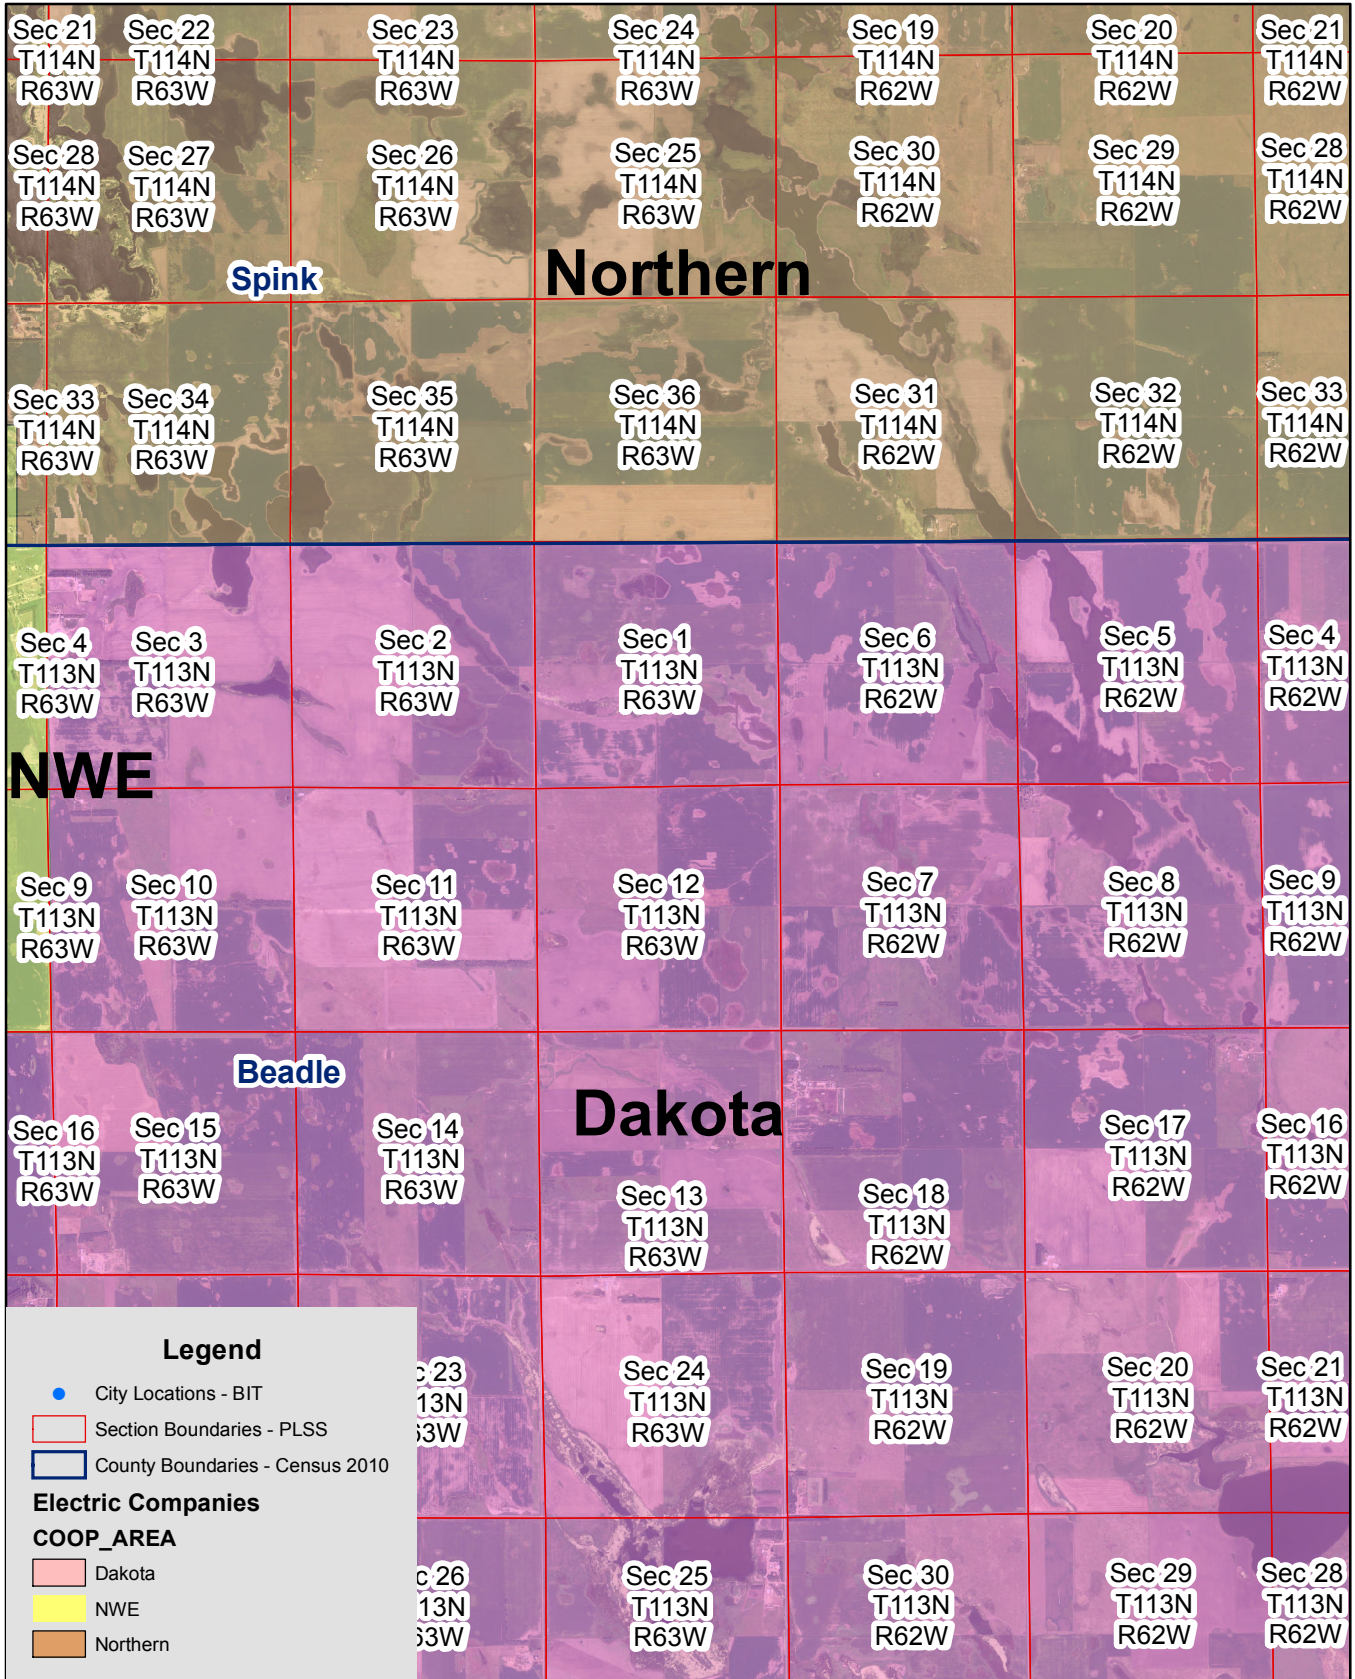 Sec 21
T114N
R63W
Sec 22
T114N
R63W
Sec 23
T114N
R63W
Sec 24
T114N
R63W
Sec 19
T114N
R62W
Sec 20
T114N
R62W
Sec 21
T114N
R62W
Sec 28
T114N
R63W
Sec 27
T114N
R63W
Sec 26
T114N
R63W
Sec 25
T114N
R63W
Sec 30
T114N
R62W
Sec 29
T114N
R62W
Sec 28
T114N
R62W
Spink
Northern
Sec 33
T114N
R63W
Sec 34
T114N
R63W
Sec 35
T114N
R63W
Sec 36
T114N
R63W
Sec 31
T114N
R62W
Sec 32
T114N
R62W
Sec 33
T114N
R62W
Sec 4
T113N
R63W
Sec 3
T113N
R63W
Sec 2
T113N
R63W
Sec 1
T113N
R63W
Sec 6
T113N
R62W
Sec 5
T113N
R62W
Sec 4
T113N
R62W
NWE
Sec 9
T113N
R63W
Sec 10
T113N
R63W
Sec 11
T113N
R63W
Sec 12
T113N
R63W
Sec 7
T113N
R62W
Sec 8
T113N
R62W
Sec 9
T113N
R62W
Beadle
Dakota
Sec 16
T113N
R63W
Sec 15
T113N
R63W
Sec 14
T113N
R63W
Sec 13
T113N
R63W
Sec 18
T113N
R62W
Sec 17
T113N
R62W
Sec 16
T113N
R62W
c 23
13N
63W
Sec 24
T113N
R63W
Sec 19
T113N
R62W
Sec 20
T113N
R62W
Sec 21
T113N
R62W
c 26
13N
63W
Sec 25
T113N
R63W
Sec 30
T113N
R62W
Sec 29
T113N
R62W
Sec 28
T113N
R62W
Legend
City Locations - BIT
Section Boundaries - PLSS
County Boundaries - Census 2010
Electric Companies
COOP_AREA
Dakota
NWE
Northern